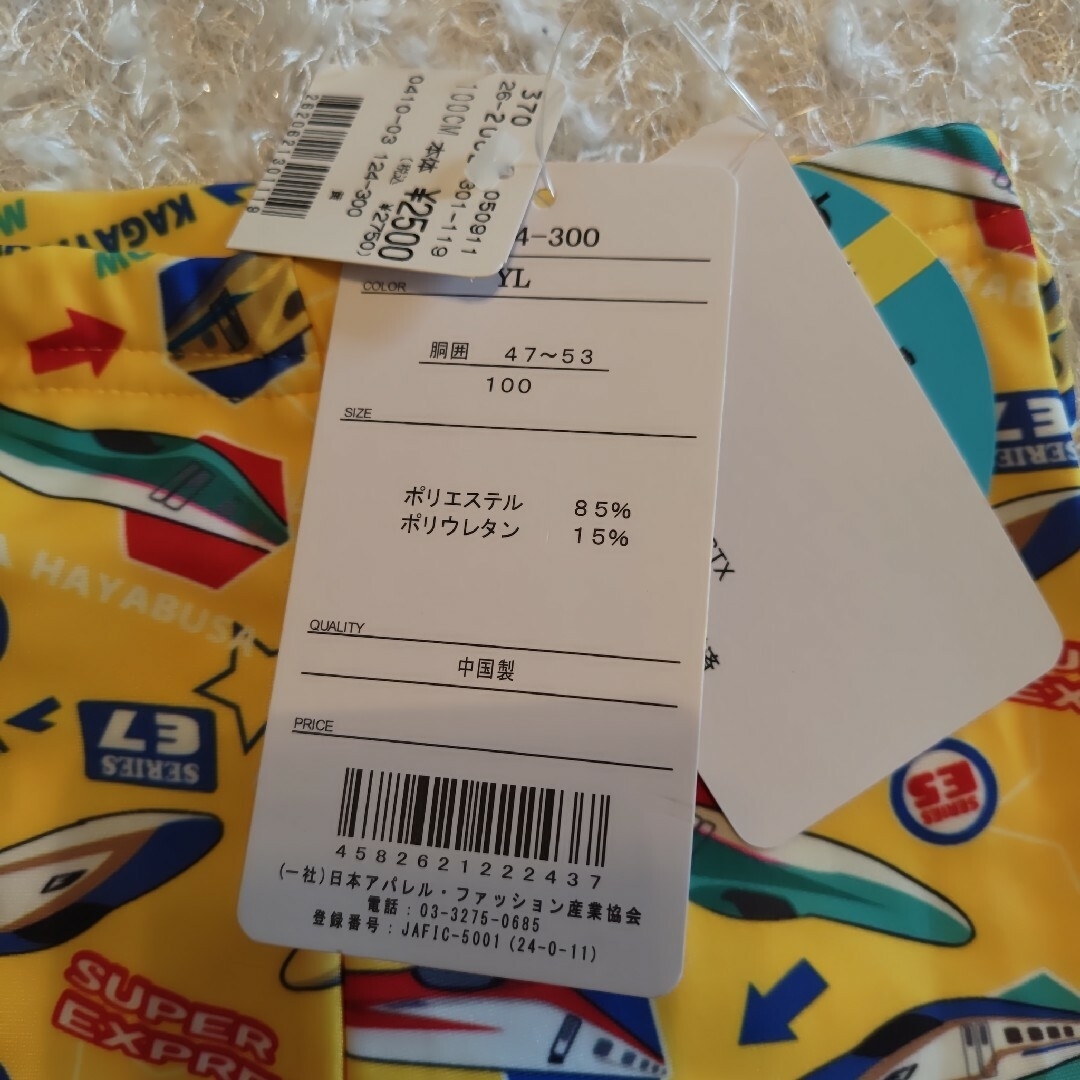 370
050911
301-119
100CM 本体 ¥2500
(税込 ¥2750)
0410-03 124-300
2620621301119
4-300
COLOR YL
胴囲 47~53
100
SIZE
ポリエステル 85%
ポリウレタン 15%
QUALITY
中国製
PRICE
4582621222437
(一社)日本アパレル・ファッション産業協会
電話:03-3275-0685
登録番号:JAFIC-5001(24-0-11)
HAYABUSA
SERIES
E7
SUPER
SERIES
E5
SERIES
E7